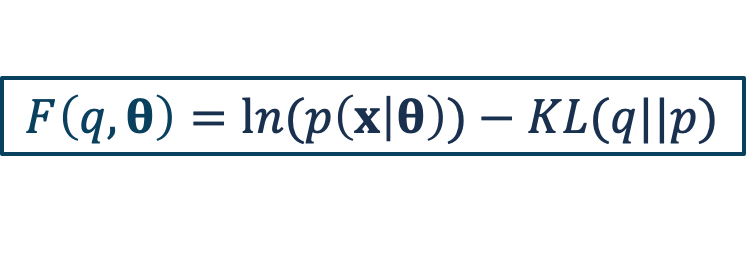 F(q, θ) = ln(p(x|θ)) − KL(q||p)